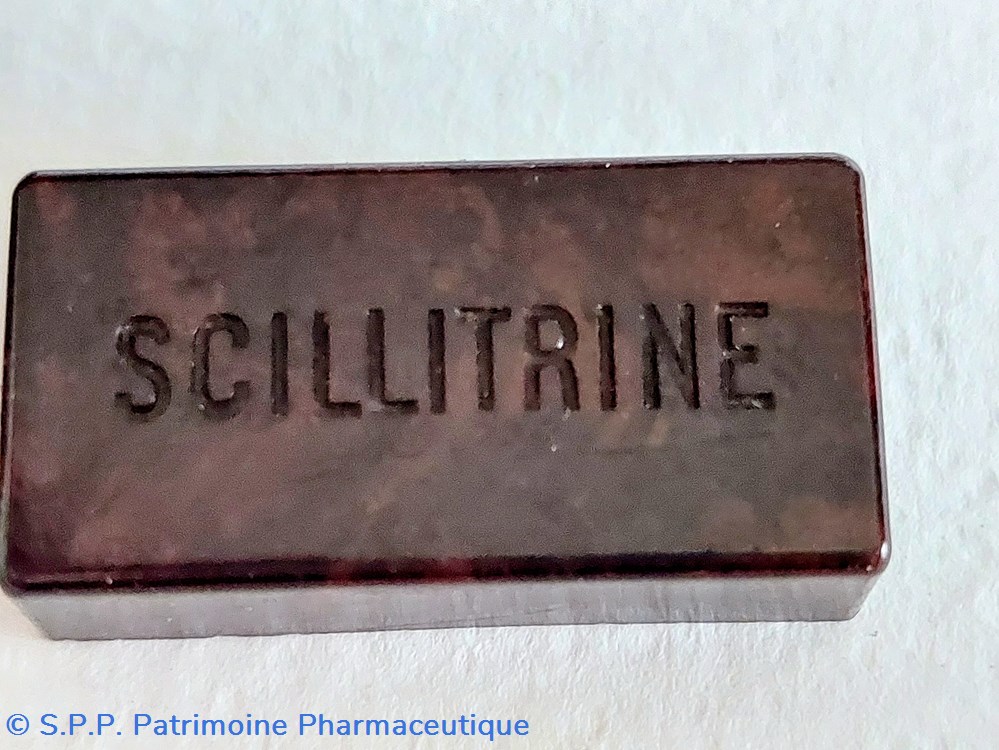 SCILLITRINE
© S.P.P. Patrimoine Pharmaceutique